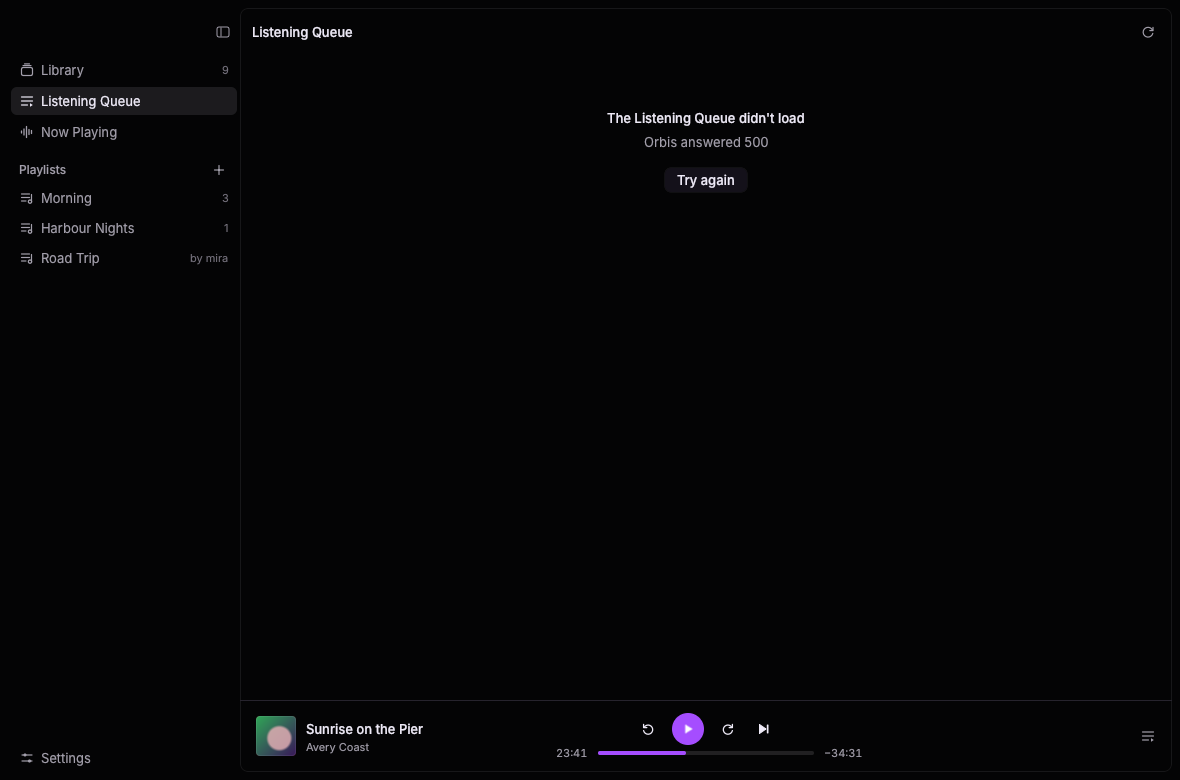 Library 9
Listening Queue
Now Playing
Playlists
Morning 3
Harbour Nights 1
Road Trip by mira
Settings
Listening Queue
The Listening Queue didn't load
Orbis answered 500
Try again
Sunrise on the Pier
Avery Coast
23:41 −34:31